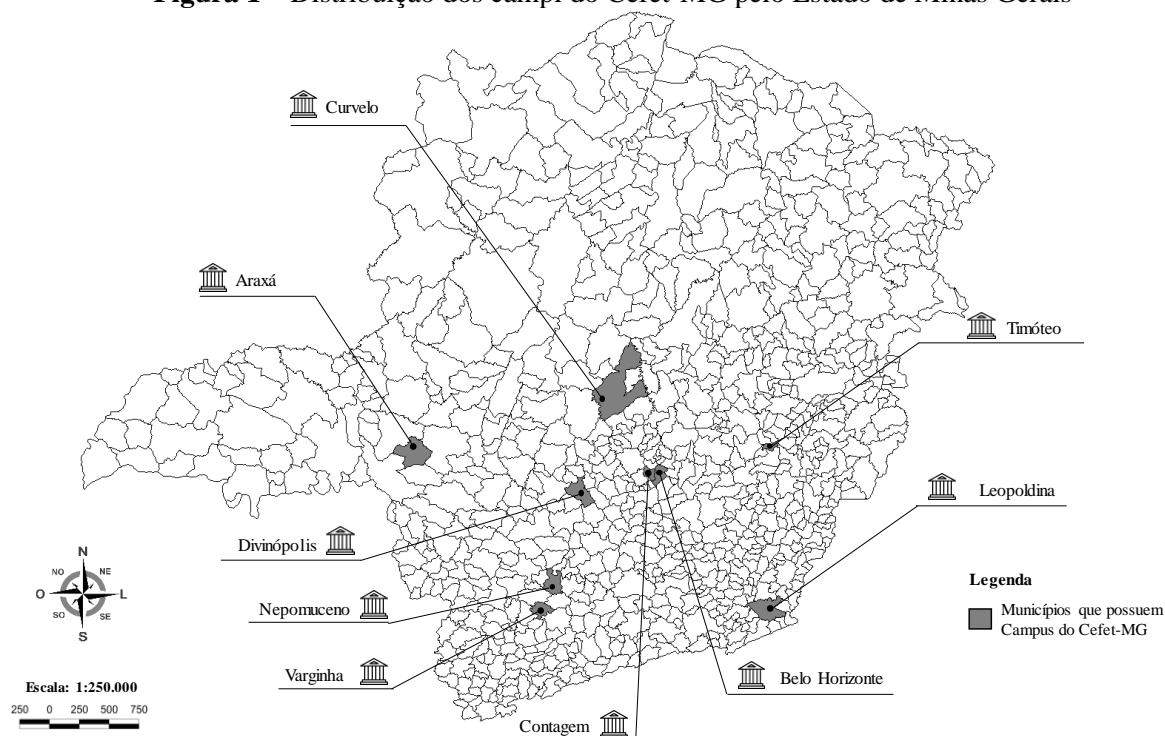 Figura 1 – Distribuição dos campi do Cefet-MG pelo Estado de Minas Gerais
Curvelo
Araxá
Timóteo
Leopoldina
Divinópolis
Nepomuceno
Varginha
Belo Horizonte
Contagem
N
NO
NE
O
L
SO
SE
S
Legenda
Municípios que possuem
Campus do Cefet-MG
Escala: 1:250.000
250 0 250 500 750